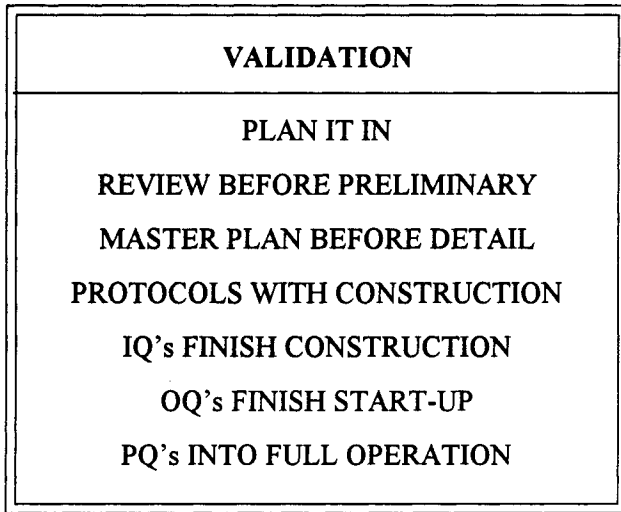 VALIDATION
PLAN IT IN
REVIEW BEFORE PRELIMINARY
MASTER PLAN BEFORE DETAIL
PROTOCOLS WITH CONSTRUCTION
IQ’s FINISH CONSTRUCTION
OQ’s FINISH START-UP
PQ’s INTO FULL OPERATION